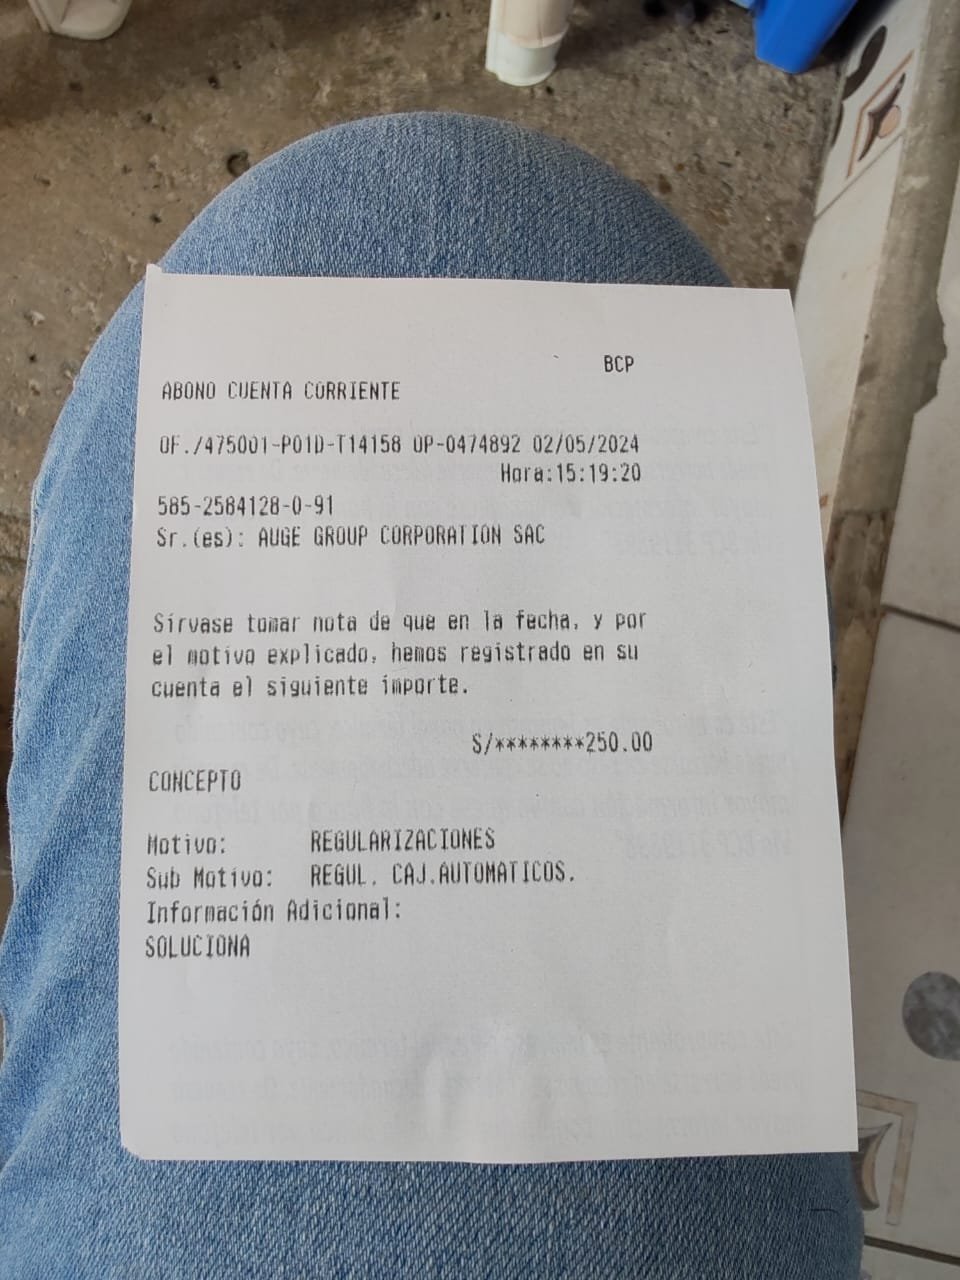 BCP
ABONO CUENTA CORRIENTE
OF./475001-P01D-T14158 OP-0474892 02/05/2024
Hora:15:19:20
585-2584128-0-91
Sr.(es): AUGE GROUP CORPORATION SAC
Sírvase tomar nota de que en la fecha, y por
el motivo explicado, hemos registrado en su
cuenta el siguiente importe.
S/********250.00
CONCEPTO
Motivo: REGULARIZACIONES
Sub Motivo: REGUL. CAJ.AUTOMATICOS.
Información Adicional:
SOLUCIONA